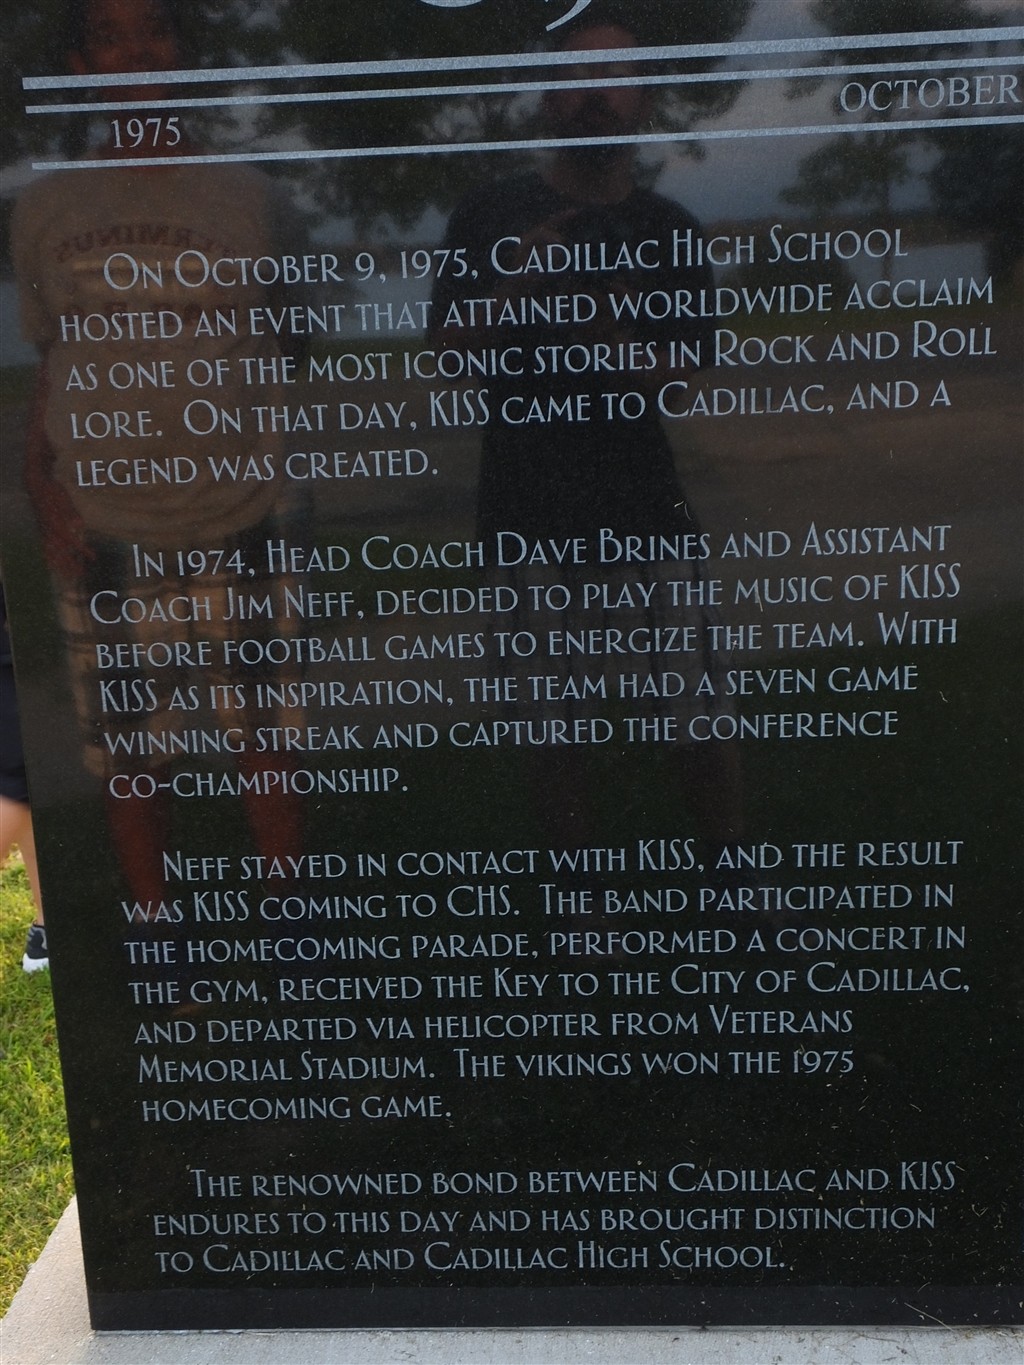 1975
OCTOBER
ON OCTOBER 9, 1975, CADILLAC HIGH SCHOOL
HOSTED AN EVENT THAT ATTAINED WORLDWIDE ACCLAIM
AS ONE OF THE MOST ICONIC STORIES IN ROCK AND ROLL
LORE. ON THAT DAY, KISS CAME TO CADILLAC, AND A
LEGEND WAS CREATED.
IN 1974, HEAD COACH DAVE BRINES AND ASSISTANT
COACH JIM NEFF, DECIDED TO PLAY THE MUSIC OF KISS
BEFORE FOOTBALL GAMES TO ENERGIZE THE TEAM. WITH
KISS AS ITS INSPIRATION, THE TEAM HAD A SEVEN GAME
WINNING STREAK AND CAPTURED THE CONFERENCE
CO-CHAMPIONSHIP.
NEFF STAYED IN CONTACT WITH KISS, AND THE RESULT
WAS KISS COMING TO CHS. THE BAND PARTICIPATED IN
THE HOMECOMING PARADE, PERFORMED A CONCERT IN
THE GYM, RECEIVED THE KEY TO THE CITY OF CADILLAC,
AND DEPARTED VIA HELICOPTER FROM VETERANS
MEMORIAL STADIUM. THE VIKINGS WON THE 1975
HOMECOMING GAME.
THE RENOWNED BOND BETWEEN CADILLAC AND KISS
ENDURES TO THIS DAY AND HAS BROUGHT DISTINCTION
TO CADILLAC AND CADILLAC HIGH SCHOOL.